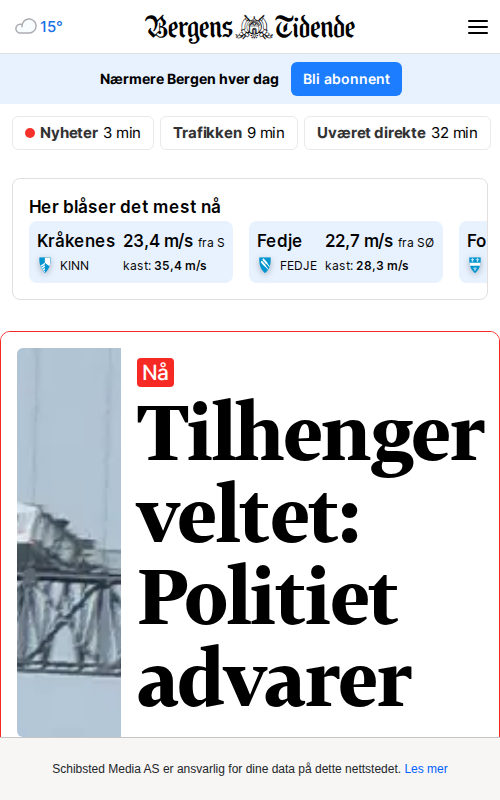 15°
Bergens Tidende
Nærmere Bergen hver dag
Bli abonnent
Nyheter 3 min
Trafikken 9 min
Uværet direkte 32 min
Her blåser det mest nå
Kråkenes 23,4 m/s fra S
KINN kast: 35,4 m/s
Fedje 22,7 m/s fra SØ
FEDJE kast: 28,3 m/s
Fo
Nå
Tilhenger
veltet:
Politiet
advarer
Schibsted Media AS er ansvarlig for dine data på dette nettstedet. Les mer